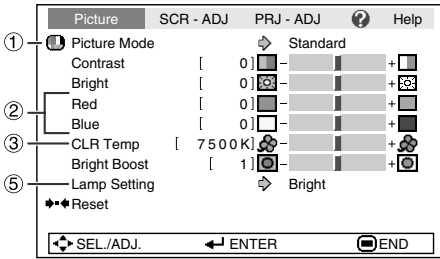 Picture SCR - ADJ PRJ - ADJ ? Help
① Picture Mode Standard
Contrast [ 0] - +
Bright [ 0] - +
② Red [ 0] - +
Blue [ 0] - +
③ CLR Temp [ 7500K] - +
Bright Boost [ 1] - +
⑤ Lamp Setting Bright
Reset
SEL./ADJ. ENTER END